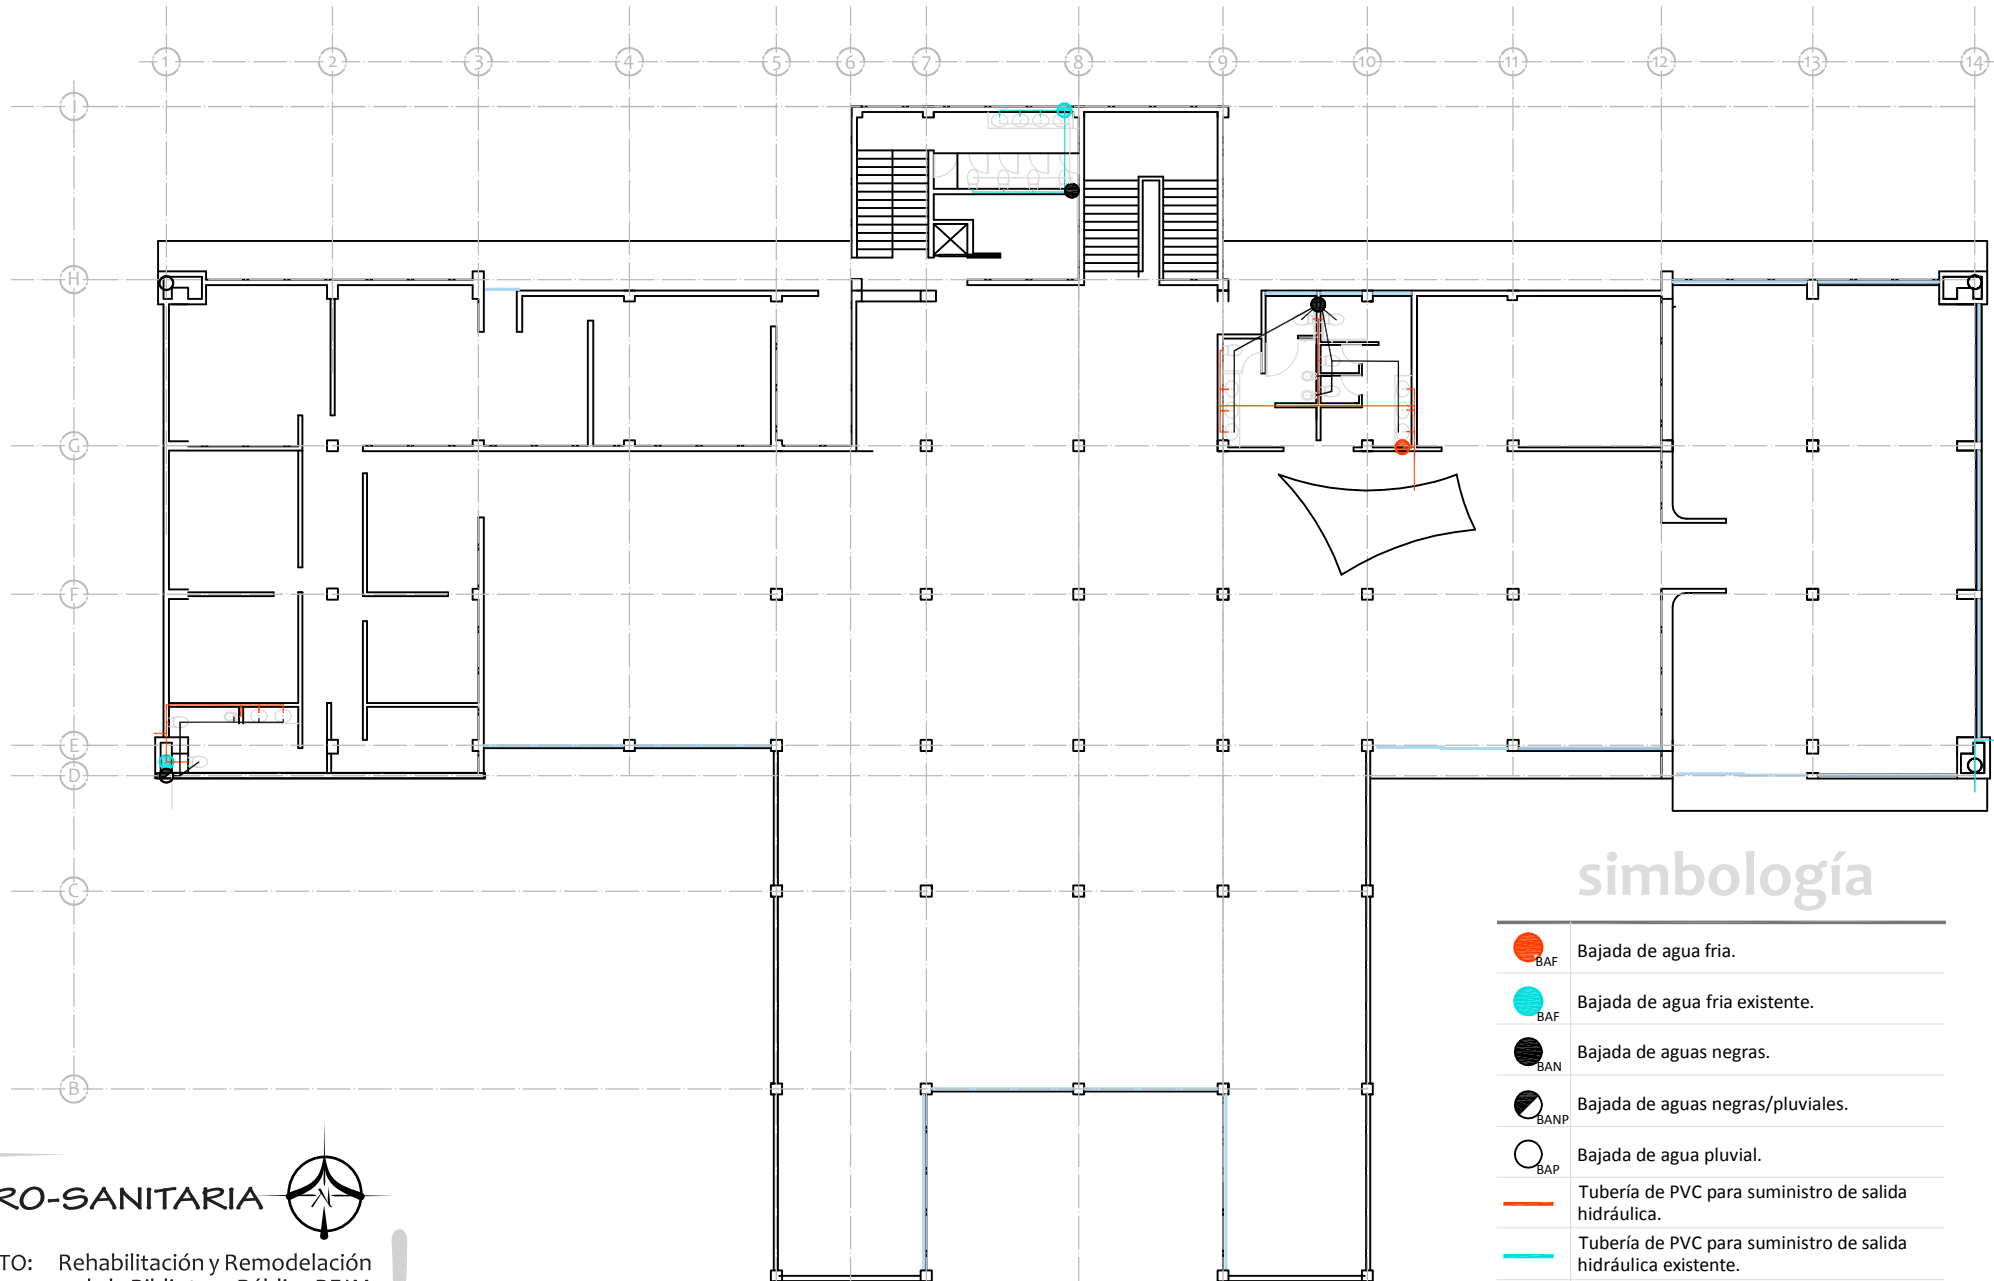 1 2 3 4 5 6 7 8 9 10 11 12 13 14
I
H
G
F
E
D
C
B
simbología
BAF Bajada de agua fria.
BAF Bajada de agua fria existente.
BAN Bajada de aguas negras.
BANP Bajada de aguas negras/pluviales.
BAP Bajada de agua pluvial.
Tubería de PVC para suministro de salida
hidráulica.
Tubería de PVC para suministro de salida
hidráulica existente.
RO-SANITARIA
N
TO: Rehabilitación y Remodelación